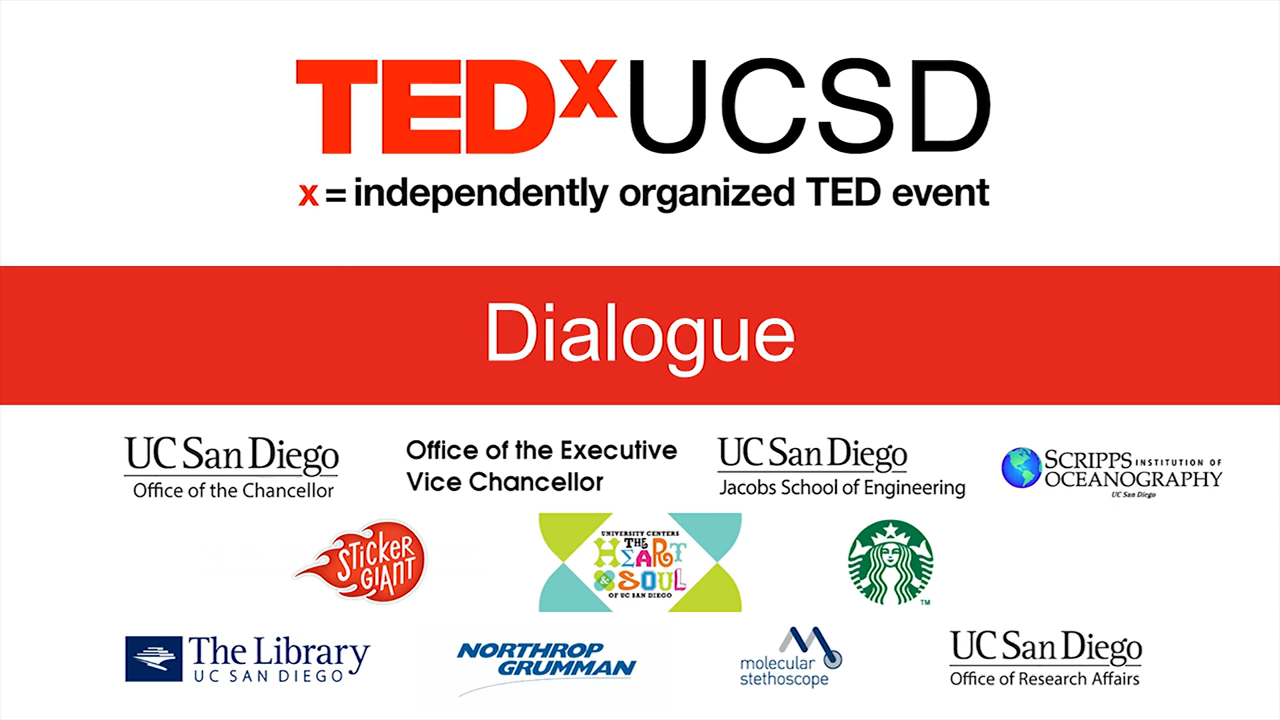 TEDxUCSD
x = independently organized TED event
Dialogue
UC San Diego
Office of the Chancellor
Office of the Executive
Vice Chancellor
UC San Diego
Jacobs School of Engineering
SCRIPPS INSTITUTION OF
OCEANOGRAPHY
UC San Diego
STICKER
GIANT
UNIVERSITY CENTERS
THE
HEART
& SOUL
OF UC SAN DIEGO
TM
The Library
UC SAN DIEGO
NORTHROP
GRUMMAN
molecular
stethoscope
UC San Diego
Office of Research Affairs